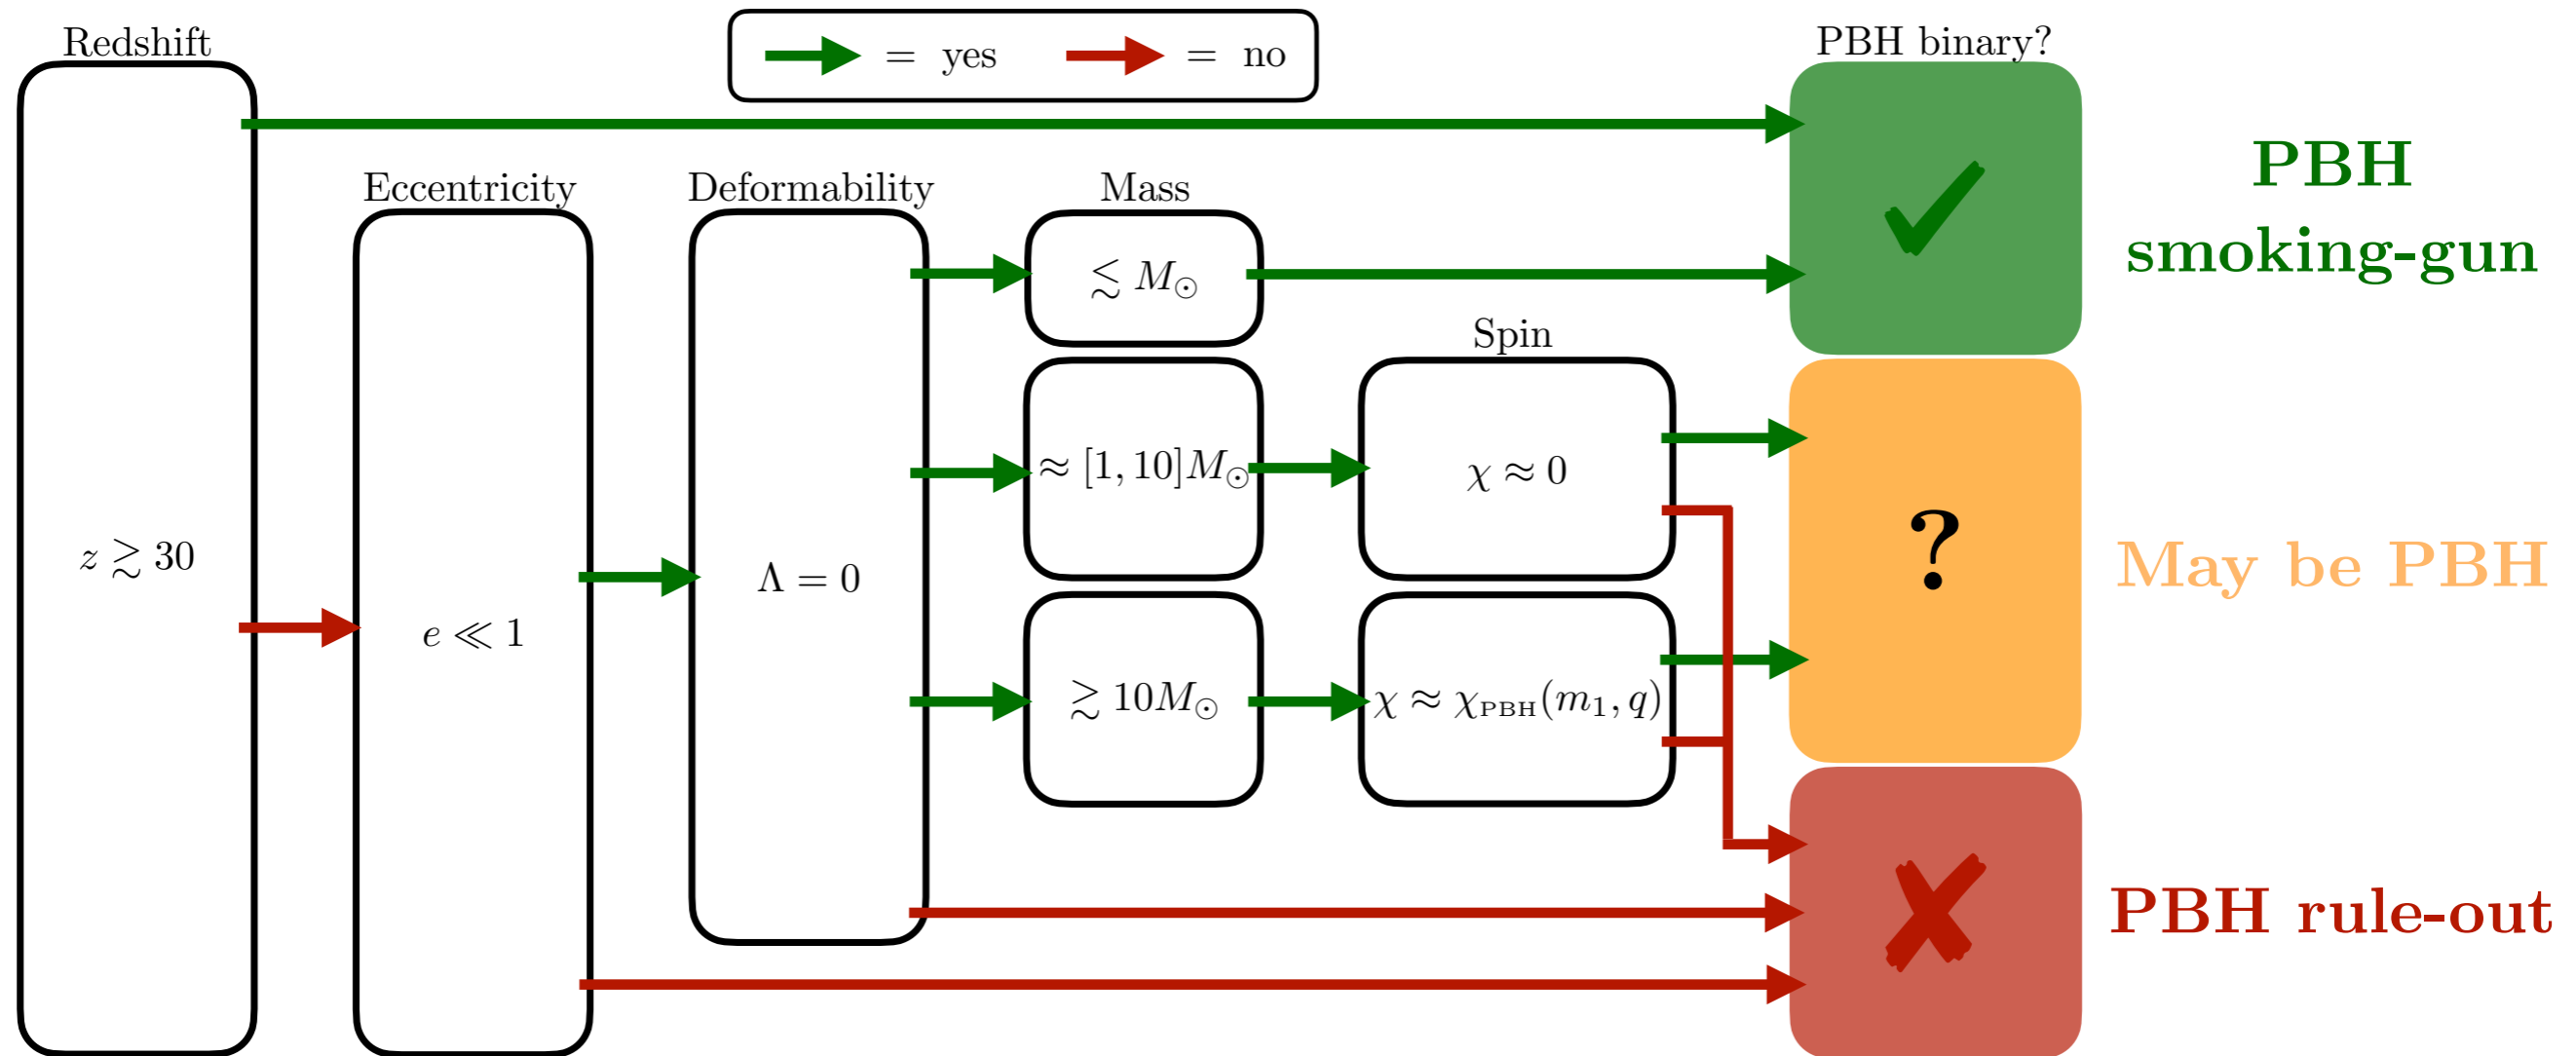 Redshift
= yes
= no
PBH binary?
Eccentricity
Deformability
Mass
PBH
smoking-gun
≲ M⊙
Spin
≈ [1, 10]M⊙
χ ≈ 0
?
z ≳ 30
e ≪ 1
Λ = 0
May be PBH
≳ 10M⊙
χ ≈ χPBH(m1, q)
PBH rule-out